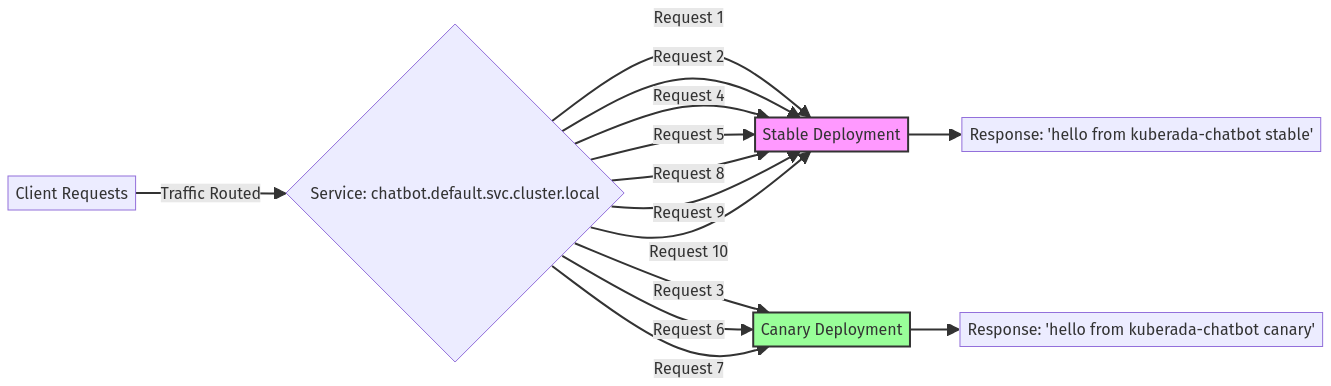 Client Requests
Traffic Routed
Service: chatbot.default.svc.cluster.local
Request 1
Request 2
Request 4
Request 5
Request 8
Request 9
Request 10
Request 3
Request 6
Request 7
Stable Deployment
Response: 'hello from kuberada-chatbot stable'
Canary Deployment
Response: 'hello from kuberada-chatbot canary'